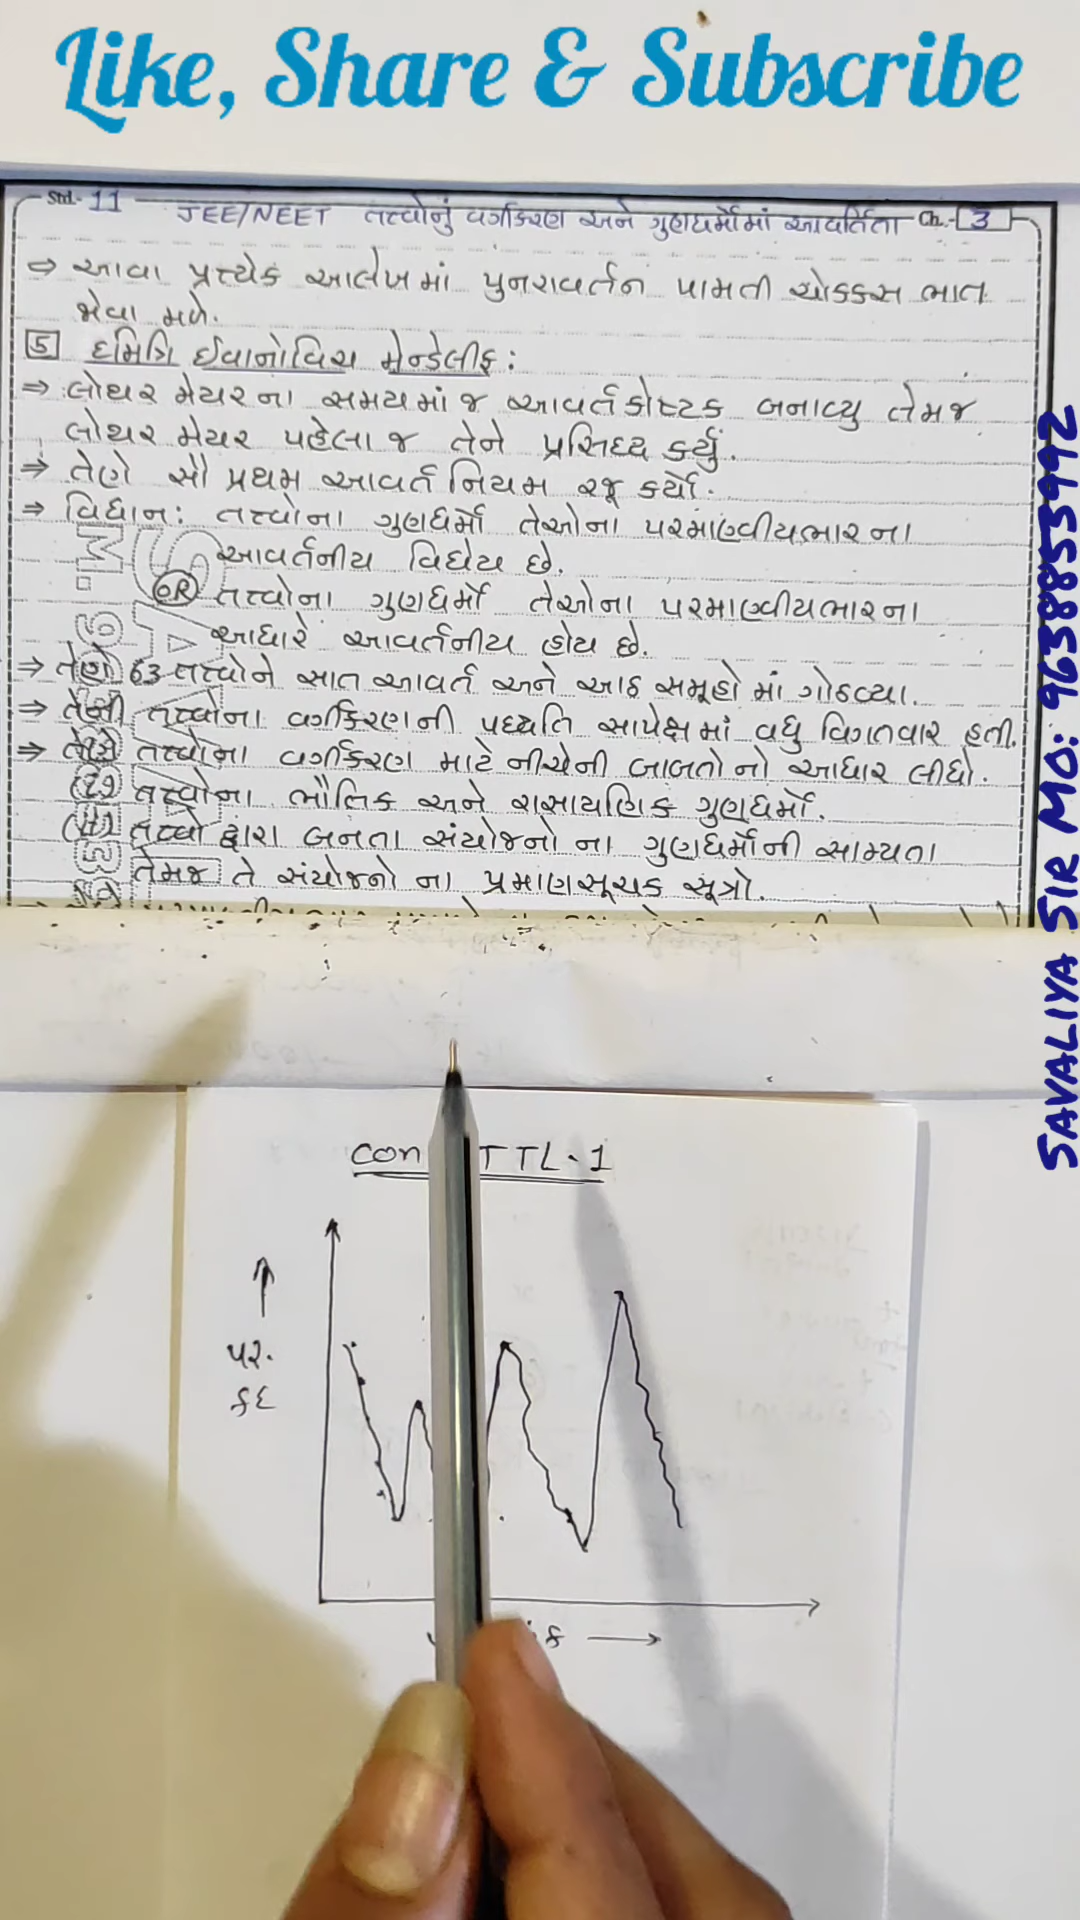 Like, Share & Subscribe
Std.- 11 JEE/NEET તત્ત્વોનું વર્ગીકરણ અને ગુણધર્મોમાં આવર્તિતા Ch.- 3
⇒ આવા પ્રત્યેક આલેખમાં પુનરાવર્તન પામતી ચોક્કસ ભાત
જોવા મળે.
5 દમિત્રિ ઈવાનોવિચ મેન્ડેલીફ :
⇒ લોથર મેયરના સમયમાં જ આવર્તકોષ્ટક બનાવ્યુ તેમજ
લોથર મેયર પહેલા જ તેને પ્રસિધ્ધ કર્યું.
⇒ તેણે સૌ પ્રથમ આવર્ત નિયમ રજૂ કર્યો.
⇒ વિધાન: તત્ત્વોના ગુણધર્મો તેઓના પરમાણ્વીયભારના
આવર્તનીય વિધેય છે.
OR તત્ત્વોના ગુણધર્મો તેઓના પરમાણ્વીયભારના
આધારે આવર્તનીય હોય છે.
⇒ તેણે 63 તત્વોને સાત આવર્ત અને આઠ સમૂહો માં ગોઠવ્યા.
⇒ તેની તત્ત્વોના વર્ગીકરણની પધ્ધતિ સાપેક્ષમાં વધુ વિગતવાર હતી.
⇒ તેણે તત્ત્વોના વર્ગીકરણ માટે નીચેની બાબતો નો આધાર લીધો.
તત્ત્વોના ભૌતિક અને રાસાયણિક ગુણધર્મો.
તત્વો દ્વારા બનતા સંયોજનો ના ગુણધર્મોની સામ્યતા
તેમજ તે સંયોજનો ના પ્રમાણસૂચક સૂત્રો.
SAVALIYA SIR MO: 9638853992
CON TTL-1
પર.
કદ